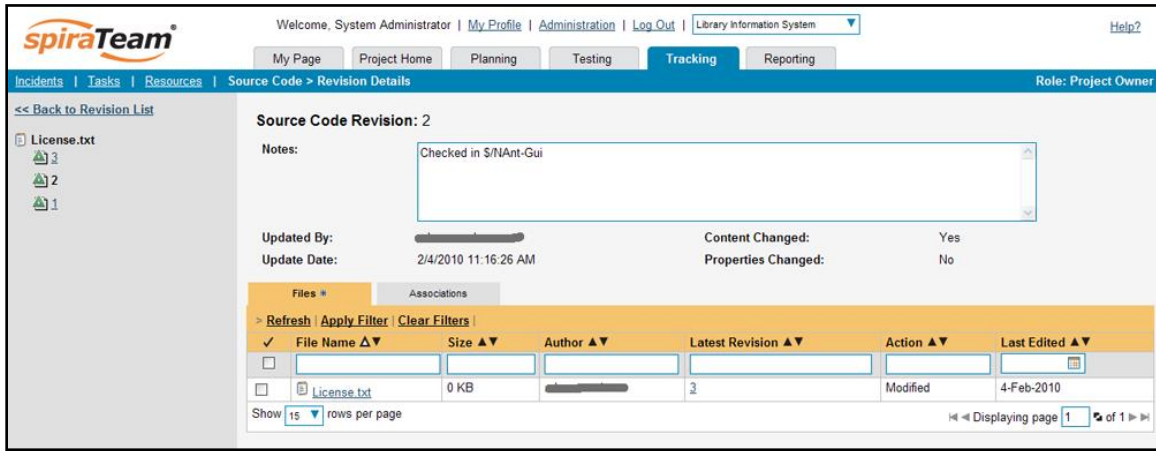 spiraTeam®
Welcome, System Administrator | My Profile | Administration | Log Out | Library Information System
Help?
My Page Project Home Planning Testing Tracking Reporting
Incidents | Tasks | Resources | Source Code > Revision Details Role: Project Owner
<< Back to Revision List
License.txt
3
2
1
Source Code Revision: 2
Notes: Checked in $/NAnt-Gui
Updated By: Content Changed: Yes
Update Date: 2/4/2010 11:16:26 AM Properties Changed: No
Files * Associations
> Refresh | Apply Filter | Clear Filters |
✓ File Name △▼ Size ▲▼ Author ▲▼ Latest Revision ▲▼ Action ▲▼ Last Edited ▲▼
License.txt 0 KB 3 Modified 4-Feb-2010
Show 15 rows per page Displaying page 1 of 1